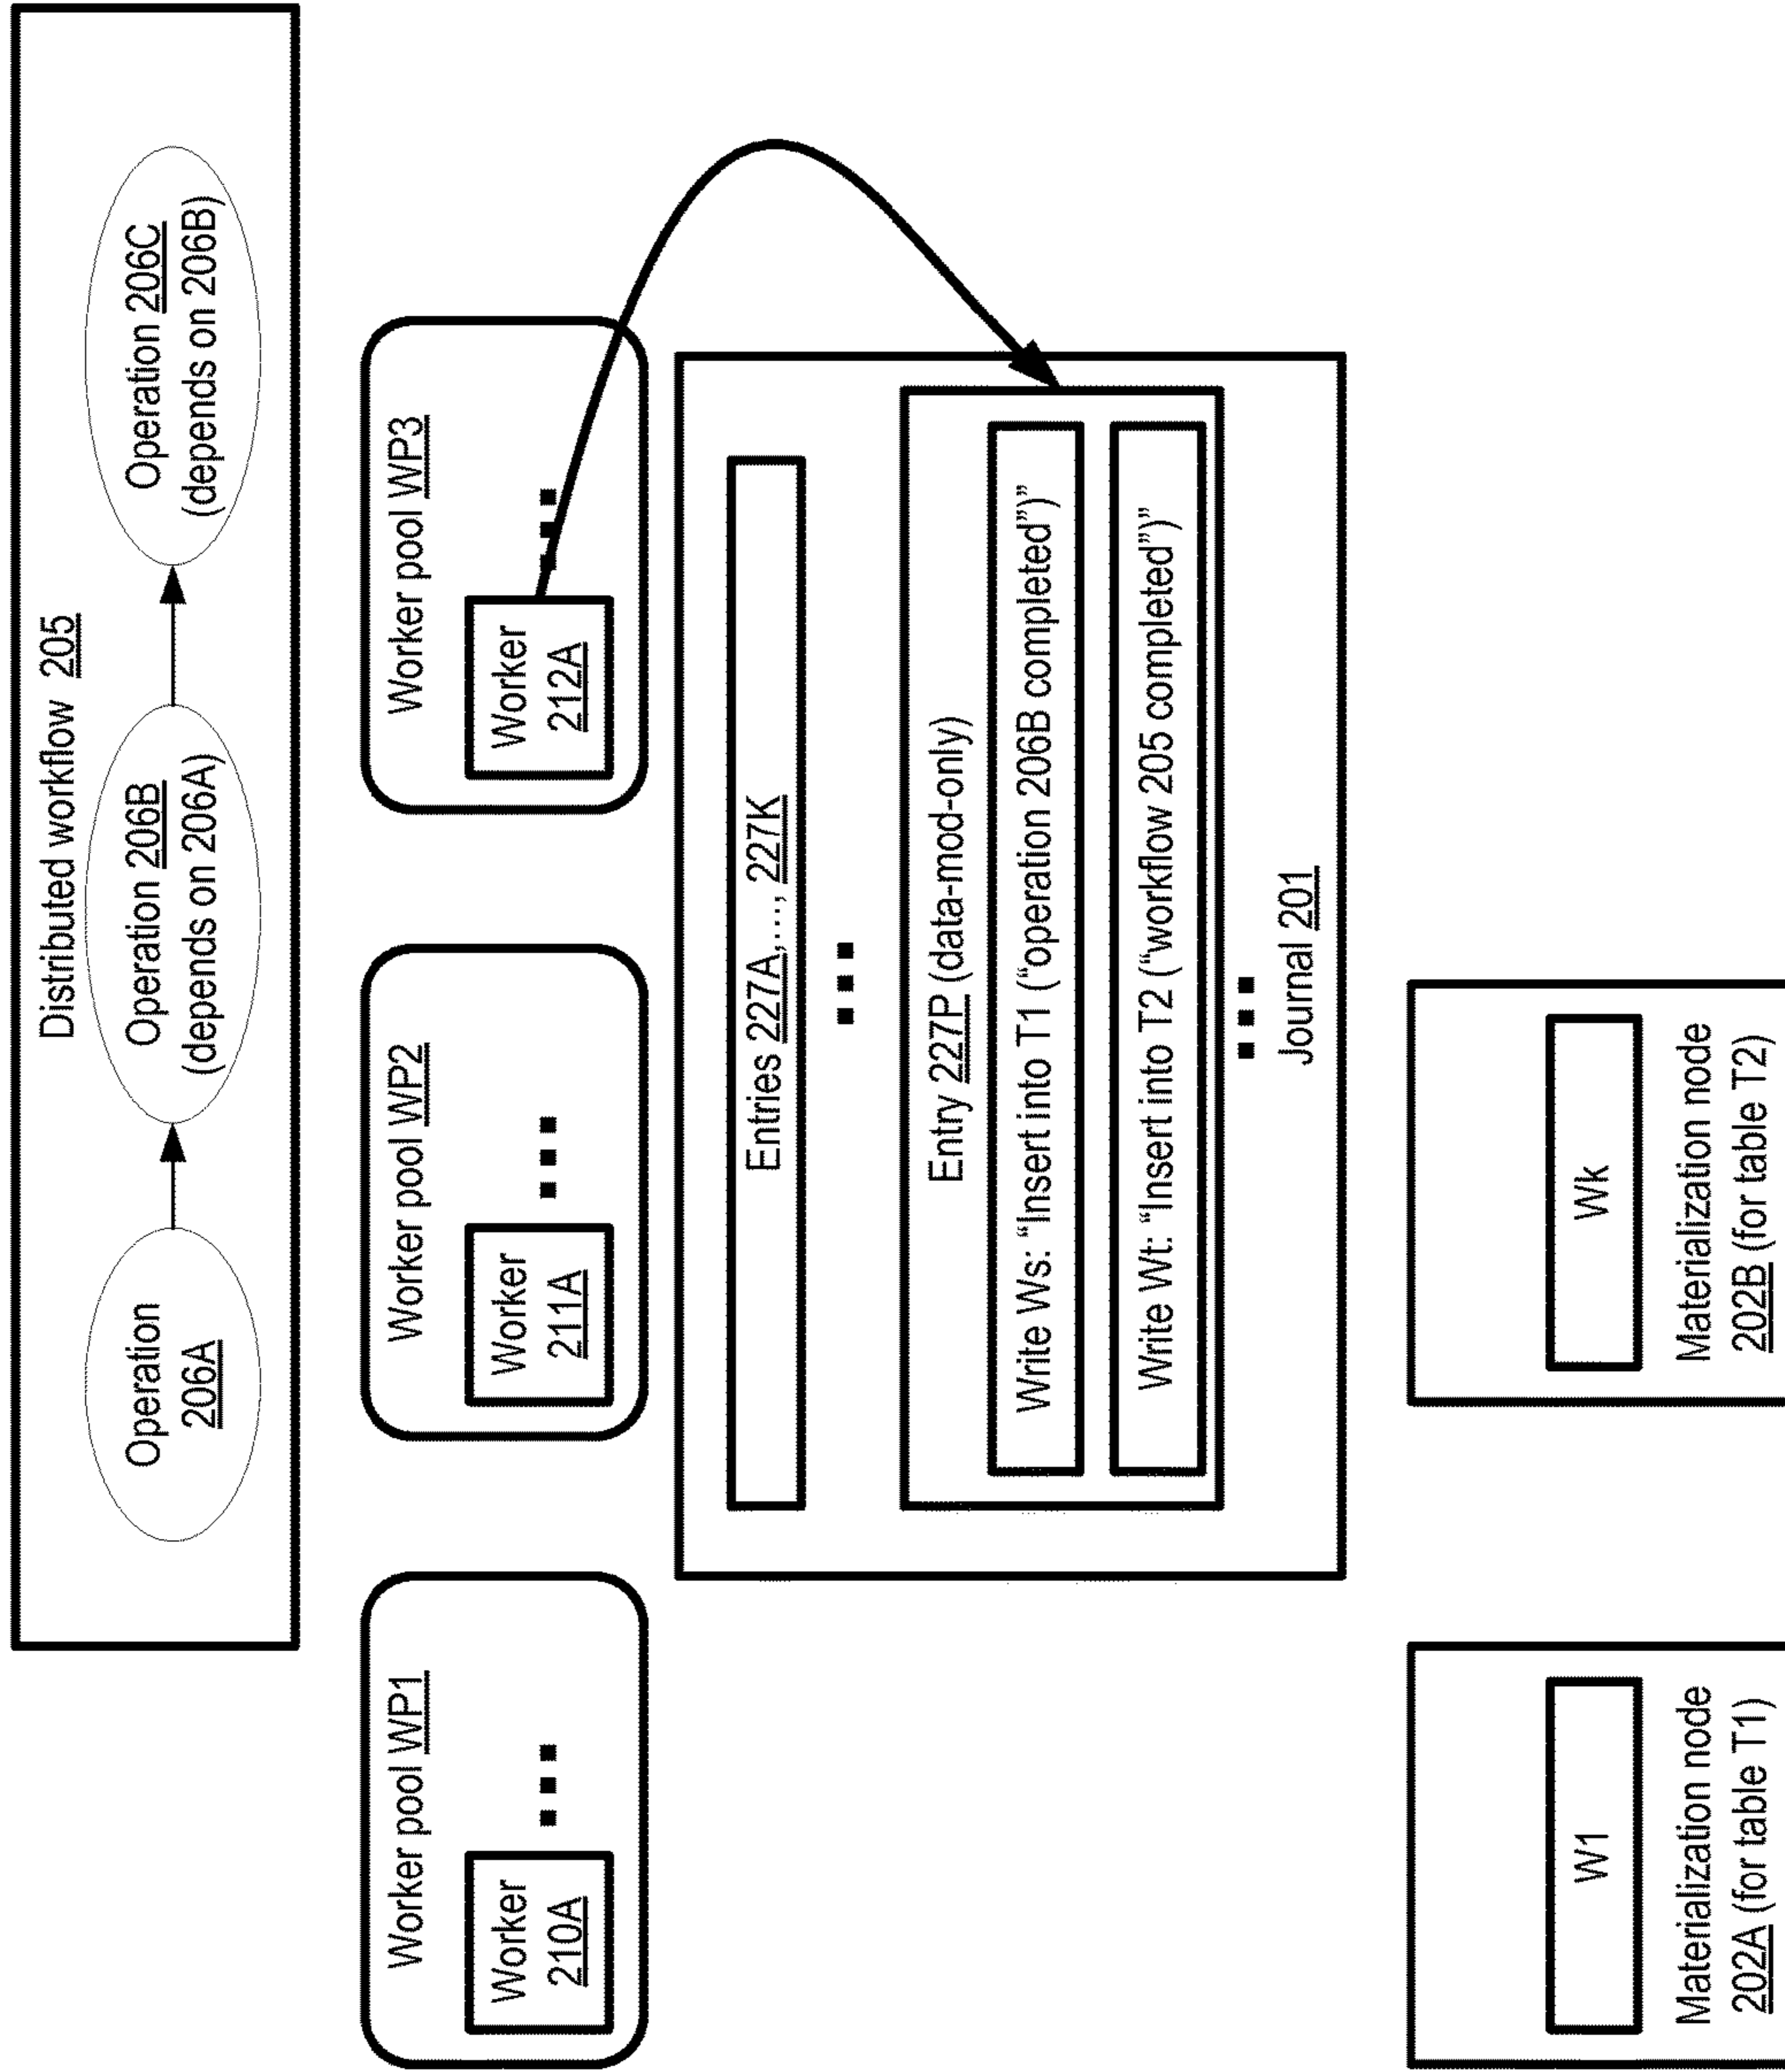 Distributed workflow 205
Operation
206A
Operation 206B
(depends on 206A)
Operation 206C
(depends on 206B)
Worker pool WP1
Worker
210A
Worker pool WP2
Worker
211A
Worker pool WP3
Worker
212A
Entries 227A,…, 227K
Entry 227P (data-mod-only)
Write Ws: “Insert into T1 (“operation 206B completed”)”
Write Wt: “Insert into T2 (“workflow 205 completed”)”
Journal 201
W1
Materialization node
202A (for table T1)
Wk
Materialization node
202B (for table T2)